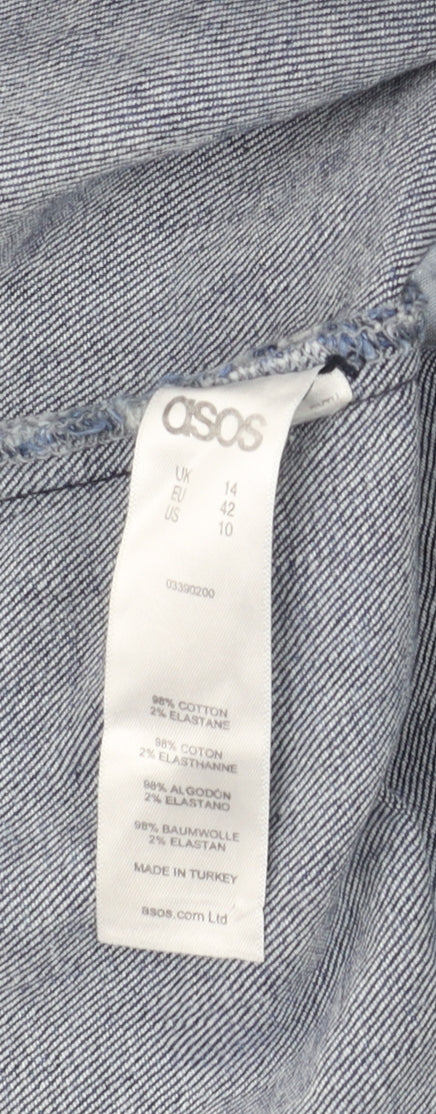 asos
UK 14
EU 42
US 10
03390200
98% COTTON
2% ELASTANE
98% COTON
2% ELASTHANNE
98% ALGODÓN
2% ELASTANO
98% BAUMWOLLE
2% ELASTAN
MADE IN TURKEY
asos.com Ltd